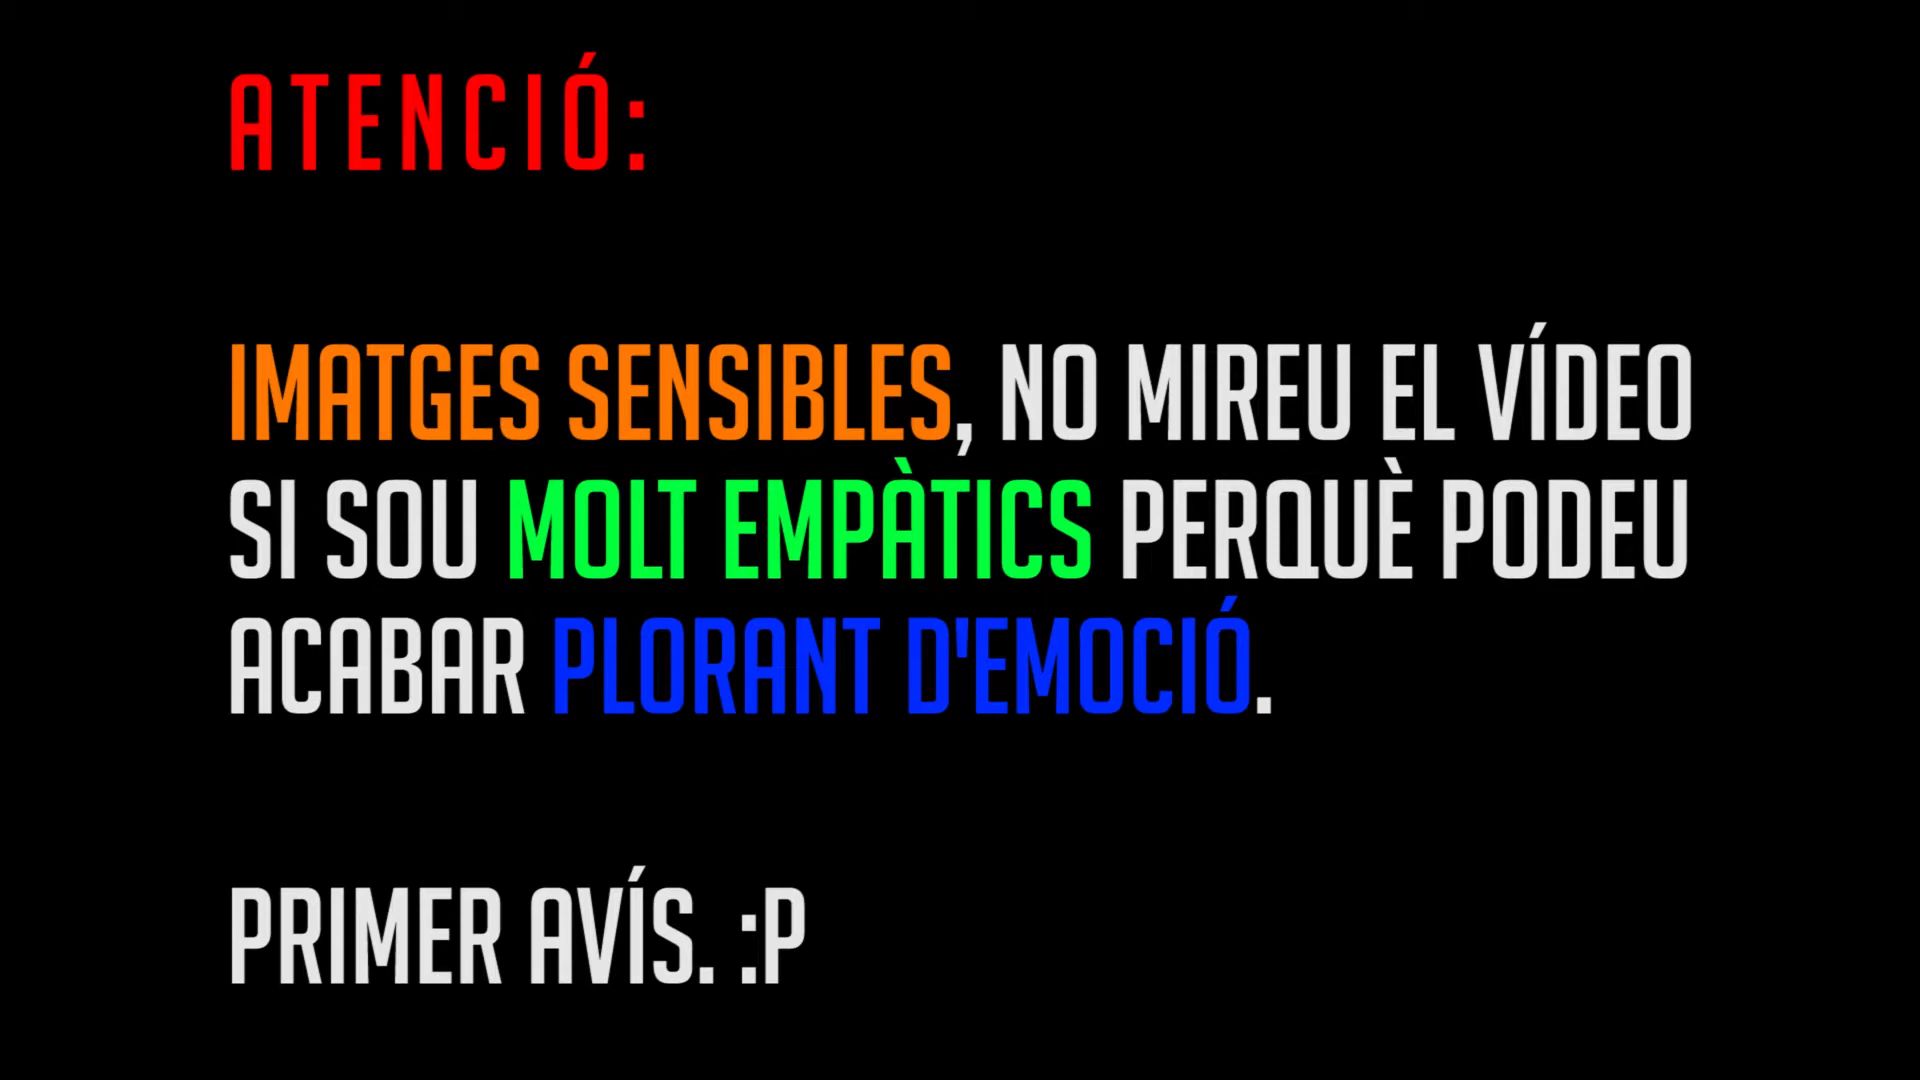 ATENCIÓ:
IMATGES SENSIBLES, NO MIREU EL VÍDEO
SI SOU MOLT EMPÀTICS PERQUÈ PODEU
ACABAR PLORANT D'EMOCIÓ.
PRIMER AVÍS. :P